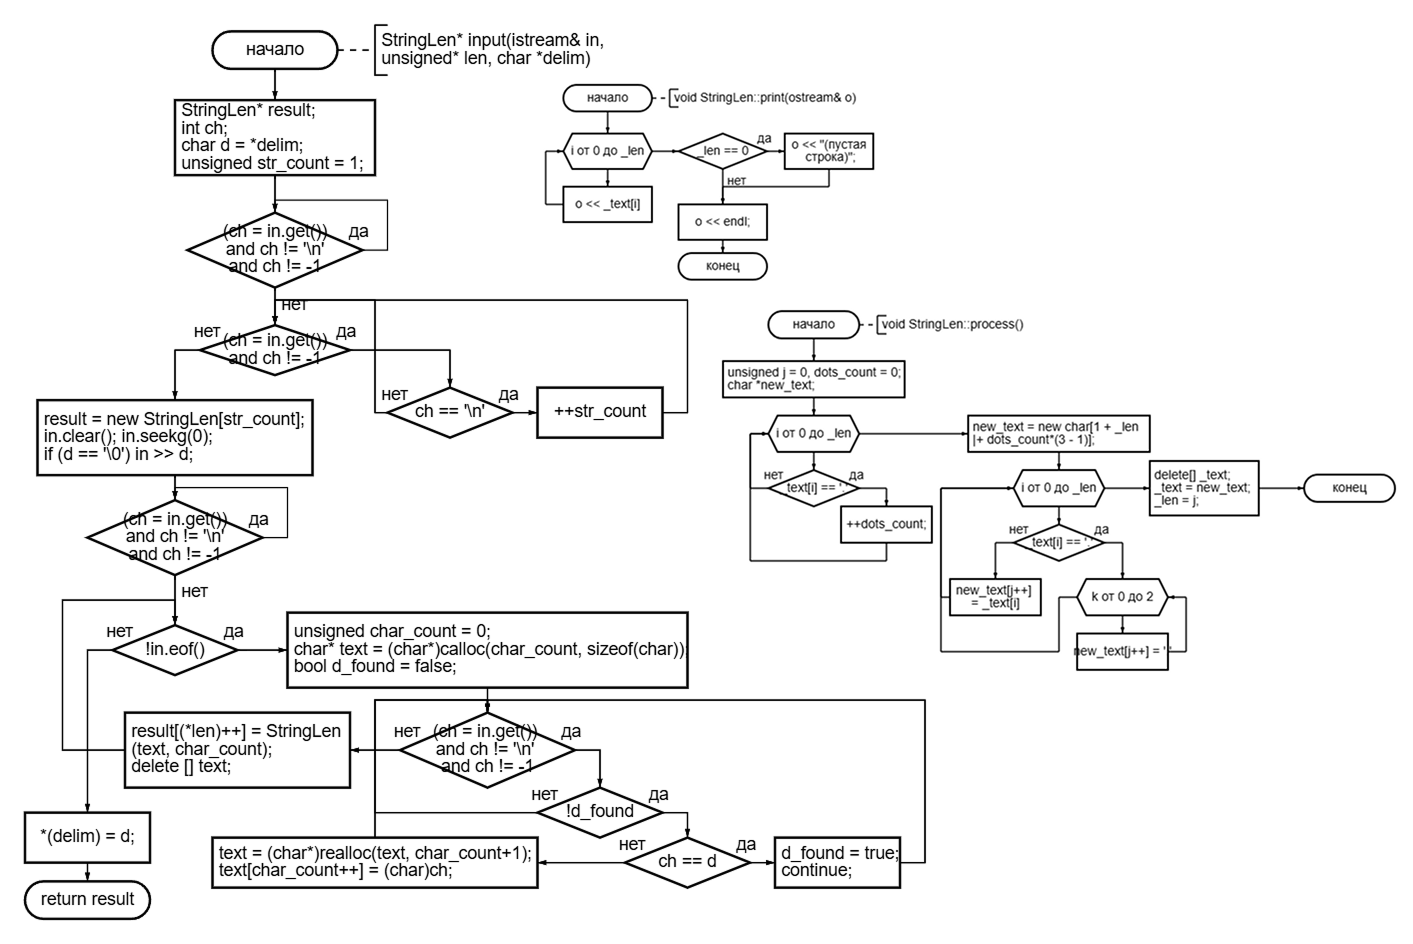 начало
StringLen* input(istream& in,
unsigned* len, char *delim)
StringLen* result;
int ch;
char d = *delim;
unsigned str_count = 1;
(ch = in.get())
and ch != '\n'
and ch != -1
да
нет
(ch = in.get())
and ch != -1
нет
да
ch == '\n'
нет
да
++str_count
result = new StringLen[str_count];
in.clear(); in.seekg(0);
if (d == '\0') in >> d;
(ch = in.get())
and ch != '\n'
and ch != -1
да
нет
!in.eof()
нет
да
unsigned char_count = 0;
char* text = (char*)calloc(char_count, sizeof(char));
bool d_found = false;
(ch = in.get())
and ch != '\n'
and ch != -1
нет
да
result[(*len)++] = StringLen
(text, char_count);
delete [] text;
!d_found
нет
да
ch == d
нет
да
text = (char*)realloc(text, char_count+1);
text[char_count++] = (char)ch;
d_found = true;
continue;
*(delim) = d;
return result
начало
void StringLen::print(ostream& o)
i от 0 до _len
_len == 0
да
нет
o << "(пустая
строка)";
o << _text[i]
o << endl;
конец
начало
void StringLen::process()
unsigned j = 0, dots_count = 0;
char *new_text;
i от 0 до _len
нет
да
_text[i] == '.'
++dots_count;
new_text = new char[1 + _len
|+ dots_count*(3 - 1)];
i от 0 до _len
delete[] _text;
_text = new_text;
_len = j;
конец
нет
да
_text[i] == '.'
new_text[j++]
= _text[i]
k от 0 до 2
new_text[j++] = '.'